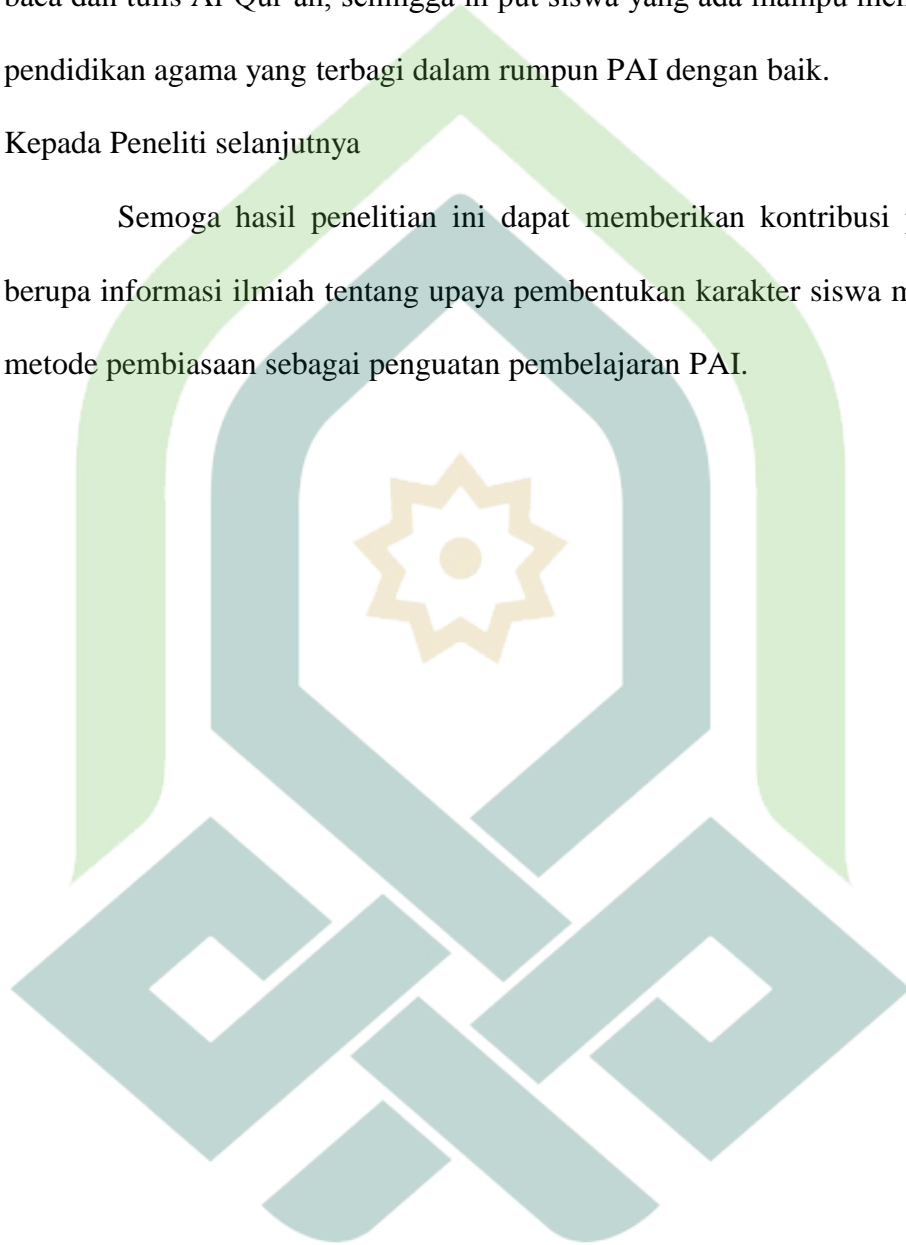 baca dan tulis Al-Qur'an, sehingga in put siswa yang ada mampu
pendidikan agama yang terbagi dalam rumpun PAI dengan baik.
Kepada Peneliti selanjutnya
Semoga hasil penelitian ini dapat memberikan kontribusi
berupa informasi ilmiah tentang upaya pembentukan karakter siswa
metode pembiasaan sebagai penguatan pembelajaran PAI.